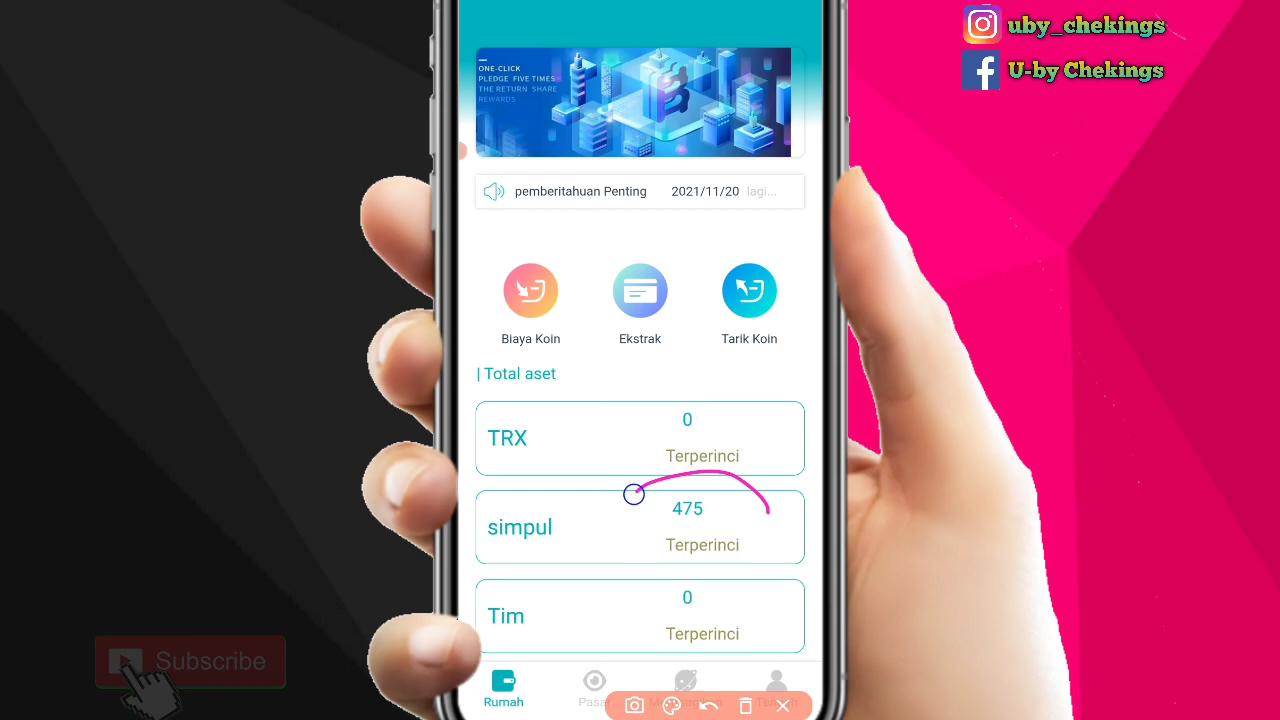 uby_chekings
U-by Chekings
ONE-CLICK
PLEDGE FIVE TIMES
THE RETURN SHARE
REWARDS
pemberitahuan Penting 2021/11/20 lagi...
Biaya Koin Ekstrak Tarik Koin
| Total aset
TRX 0
Terperinci
simpul 475
Terperinci
Tim 0
Terperinci
Subscribe
Rumah